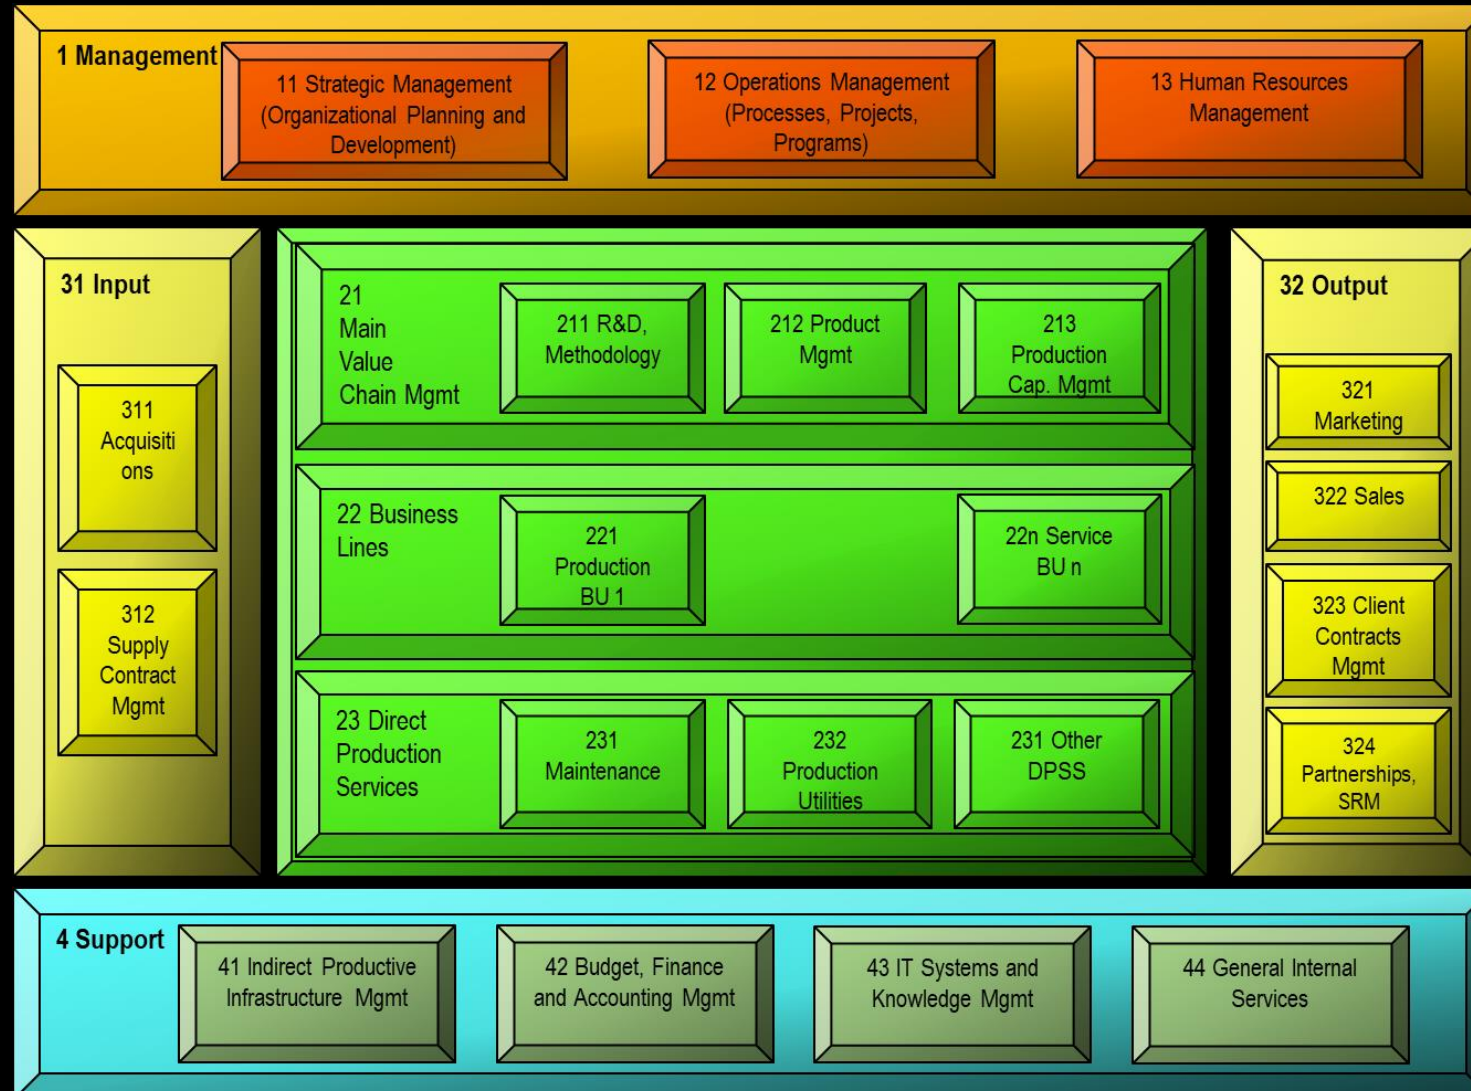 1 Management
11 Strategic Management
(Organizational Planning and
Development)
12 Operations Management
(Processes, Projects,
Programs)
13 Human Resources
Management
31 Input
311
Acquisiti
ons
312
Supply
Contract
Mgmt
21
Main
Value
Chain Mgmt
211 R&D,
Methodology
212 Product
Mgmt
213
Production
Cap. Mgmt
22 Business
Lines
221
Production
BU 1
22n Service
BU n
23 Direct
Production
Services
231
Maintenance
232
Production
Utilities
231 Other
DPSS
32 Output
321
Marketing
322 Sales
323 Client
Contracts
Mgmt
324
Partnerships,
SRM
4 Support
41 Indirect Productive
Infrastructure Mgmt
42 Budget, Finance
and Accounting Mgmt
43 IT Systems and
Knowledge Mgmt
44 General Internal
Services